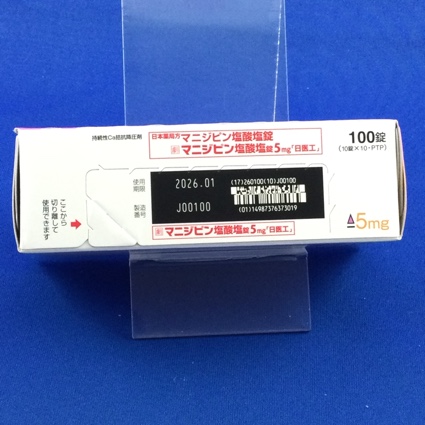 持続性Ca拮抗降圧剤
日本薬局方 マニジピン塩酸塩錠
劇 マニジピン塩酸塩錠5mg「日医工」
100錠
(10錠×10・PTP)
使用
期限
2026.01
製造
番号
J00100
(17)260100(10)J00100
(01)14987376373019
ここから
切り離して
使用できます
劇 マニジピン塩酸塩錠5mg「日医工」
5mg